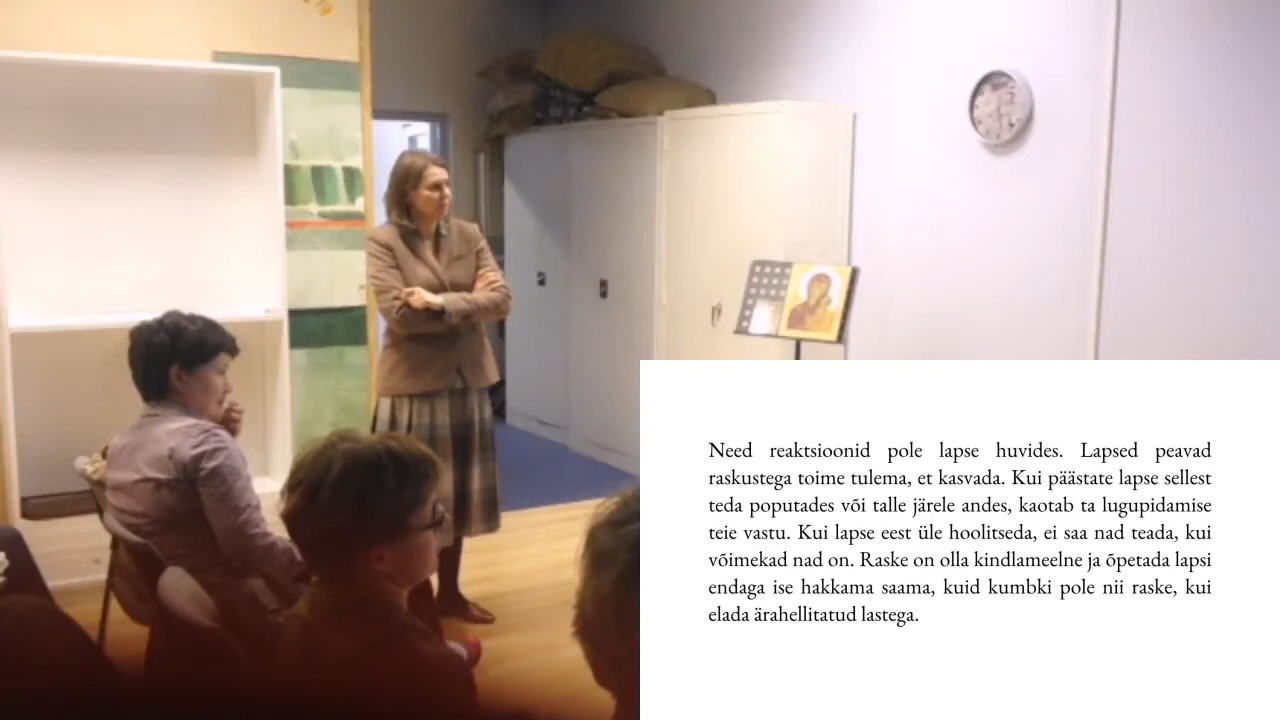 Need reaktsioonid pole lapse huvides. Lapsed peavad
raskustega toime tulema, et kasvada. Kui päästate lapse sellest
teda poputades või talle järele andes, kaotab ta lugupidamise
teie vastu. Kui lapse eest üle hoolitseda, ei saa nad teada, kui
võimekad nad on. Raske on olla kindlameelne ja õpetada lapsi
endaga ise hakkama saama, kuid kumbki pole nii raske, kui
elada ärahellitatud lastega.